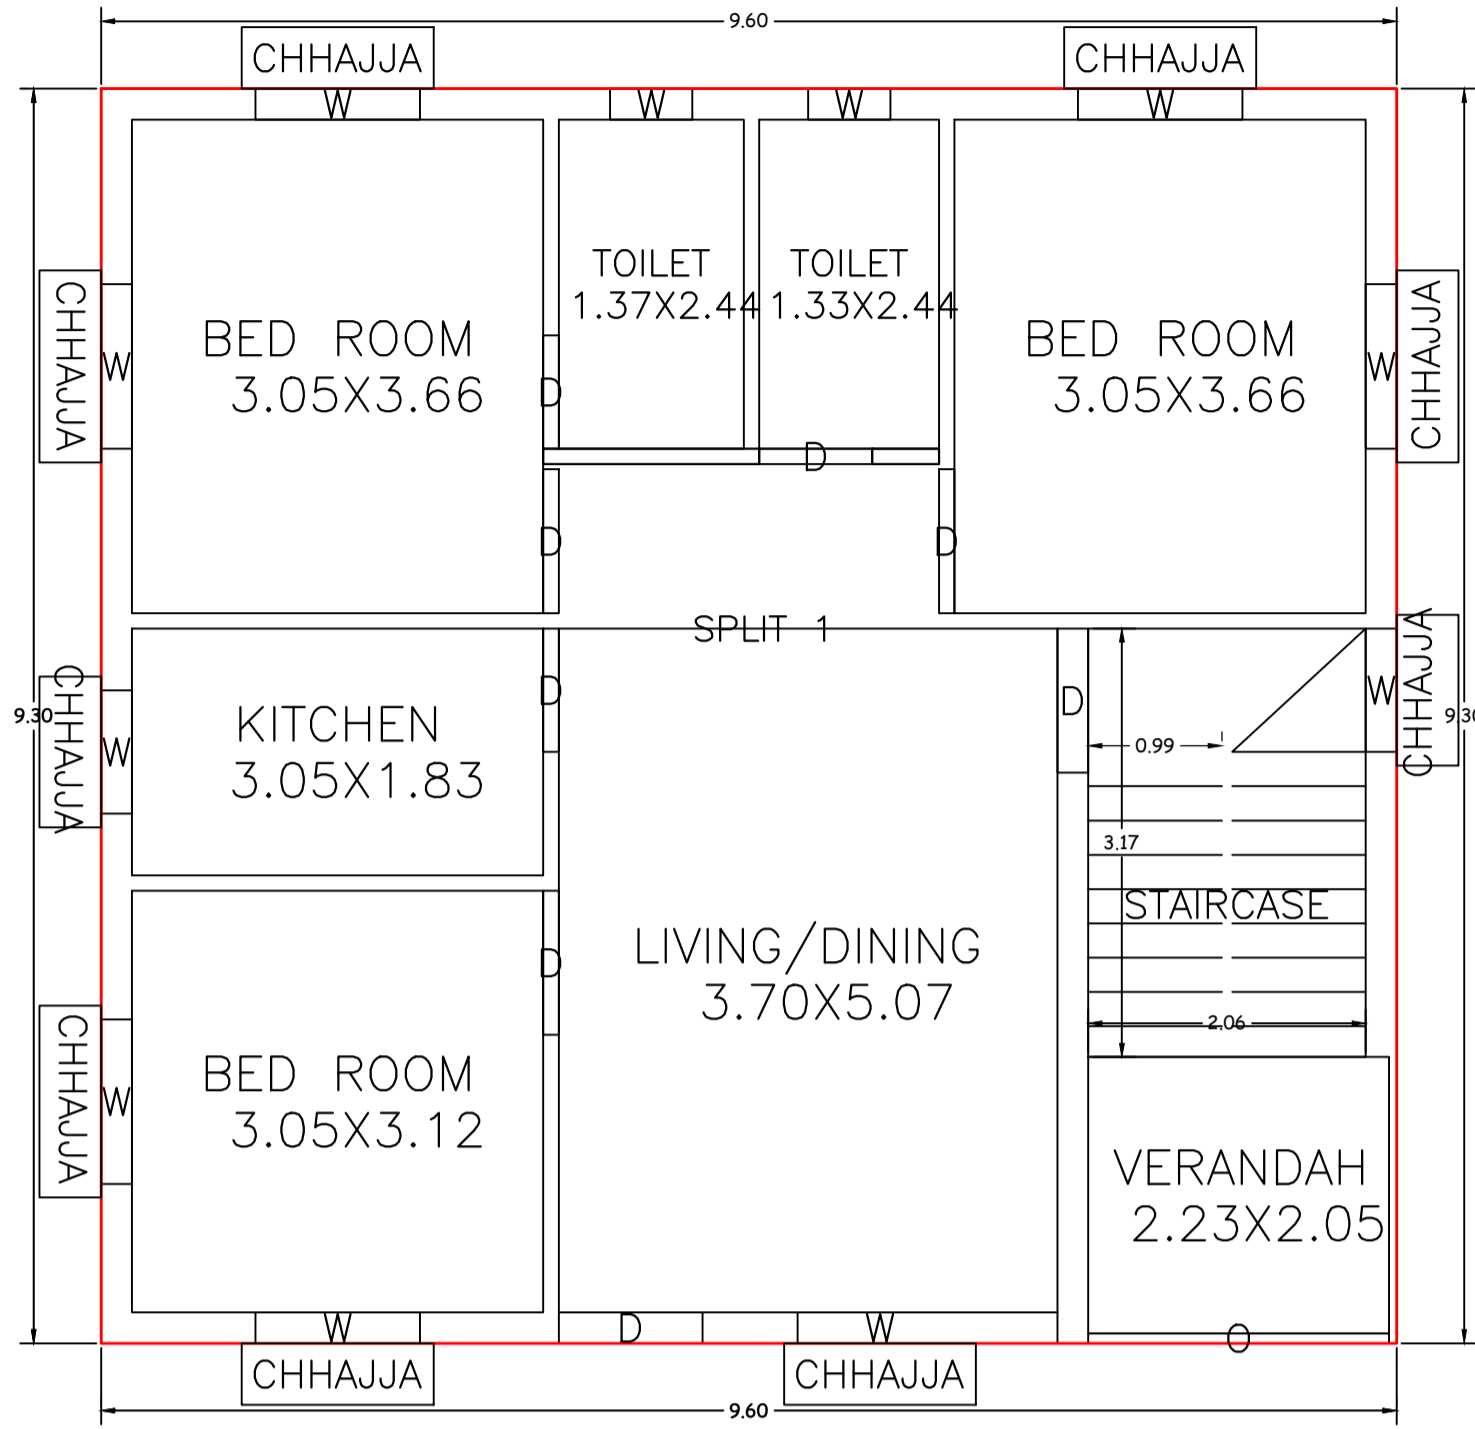 9.60
CHHAJJA
CHHAJJA
W
W
W
W
TOILET
1.37X2.44
TOILET
1.33X2.44
CHHAJJA
W
BED ROOM
3.05X3.66
D
BED ROOM
3.05X3.66
W
CHHAJJA
D
D
D
SPLIT 1
CHHAJJA
9.30
W
KITCHEN
3.05X1.83
D
D
W
CHHAJJA
9.30
0.99
3.17
STAIRCASE
2.06
LIVING/DINING
3.70X5.07
D
CHHAJJA
W
BED ROOM
3.05X3.12
VERANDAH
2.23X2.05
W
D
W
O
CHHAJJA
CHHAJJA
9.60